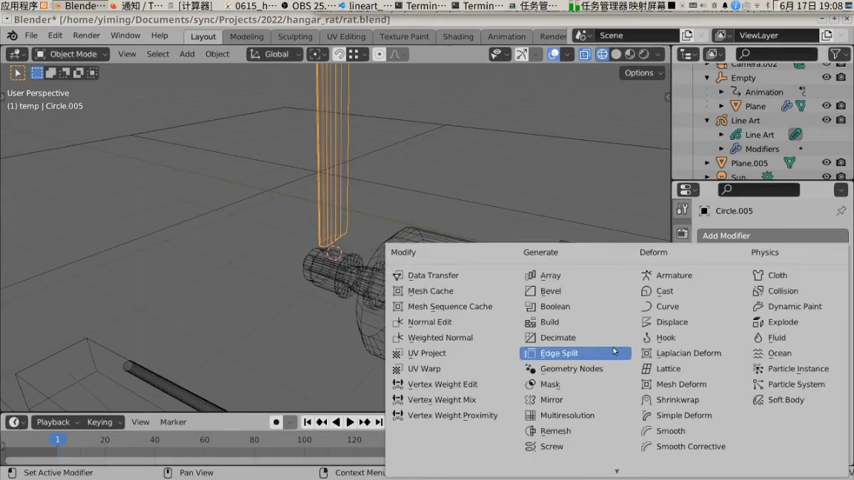 应用程序
Blende...
通知 / T...
[计算器]
0615_h...
OBS 25...
lineart_...
Termin...
Termin...
任务管...
任务管理器映射屏幕
6月17日 19:08
Blender* [/home/yiming/Documents/sync/Projects/2022/hangar_rat/rat.blend]
File Edit Render Window Help
Layout Modeling Sculpting UV Editing Texture Paint Shading Animation Render
Scene
ViewLayer
Object Mode View Select Add Object Global
Options
User Perspective
(1) temp | Circle.005
Camera.002
Empty
Animation
Plane
Line Art
Line Art
Modifiers
Plane.005
Sun
Circle.005
Add Modifier
Modify
Data Transfer
Mesh Cache
Mesh Sequence Cache
Normal Edit
Weighted Normal
UV Project
UV Warp
Vertex Weight Edit
Vertex Weight Mix
Vertex Weight Proximity
Generate
Array
Bevel
Boolean
Build
Decimate
Edge Split
Geometry Nodes
Mask
Mirror
Multiresolution
Remesh
Screw
Deform
Armature
Cast
Curve
Displace
Hook
Laplacian Deform
Lattice
Mesh Deform
Shrinkwrap
Simple Deform
Smooth
Smooth Corrective
Physics
Cloth
Collision
Dynamic Paint
Explode
Fluid
Ocean
Particle Instance
Particle System
Soft Body
Playback Keying View Marker
1 20 40 60 80 100 120
Set Active Modifier Pan View Context Menu